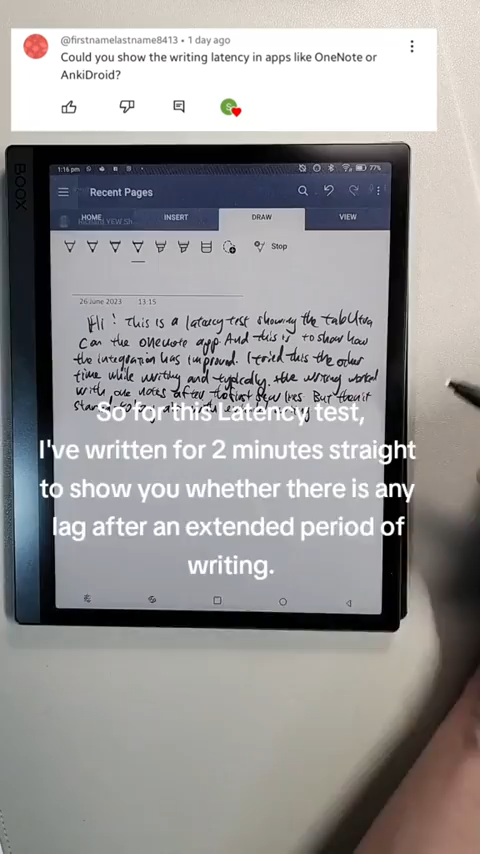 @firstnamelastname8413 • 1 day ago
Could you show the writing latency in apps like OneNote or
AnkiDroid?
S
BOOX
1:16 pm 77%
Recent Pages
HOME INSERT DRAW VIEW
Stop
26 June 2023 13:15
Hi! This is a latency test showing the tab Ultra
C on the onenote app. And this is to show how
the integration has improved. I tried this the other
time while writing and typically the writing worked
with one notes after the first few lines. But then it
So for this Latency test,
I've written for 2 minutes straight
to show you whether there is any
lag after an extended period of
writing.